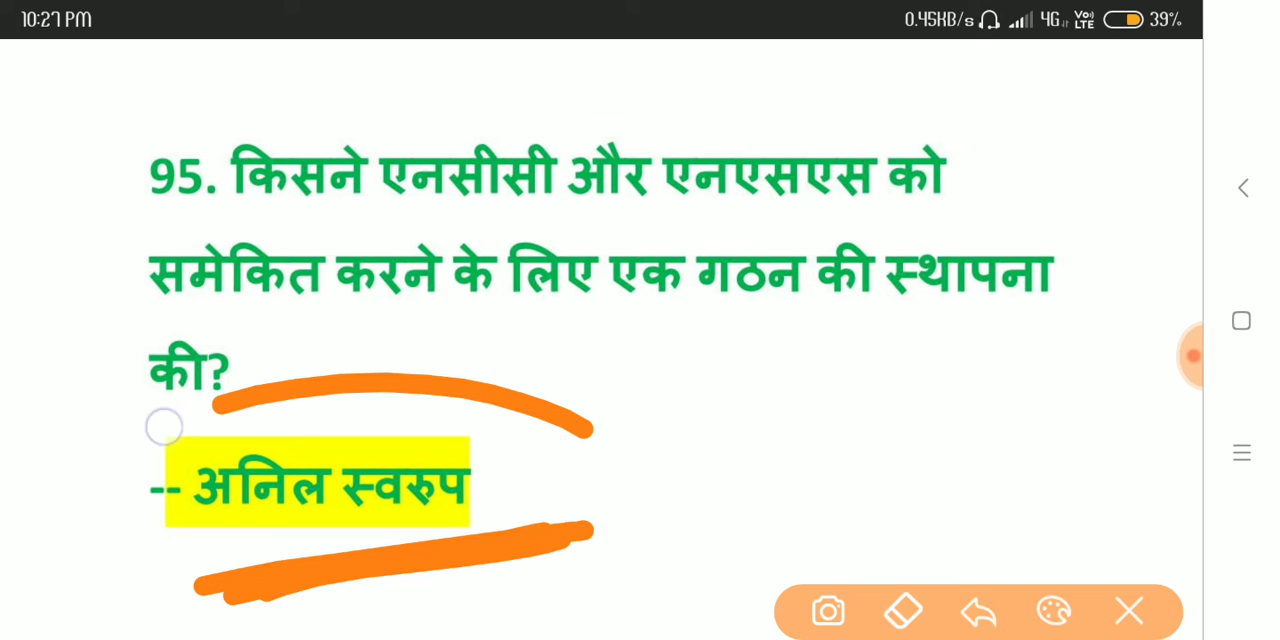 10:27 PM
0.45KB/s 4G Vo) LTE 39%
95. किसने एनसीसी और एनएसएस को
समेकित करने के लिए एक गठन की स्थापना
की?
-- अनिल स्वरुप